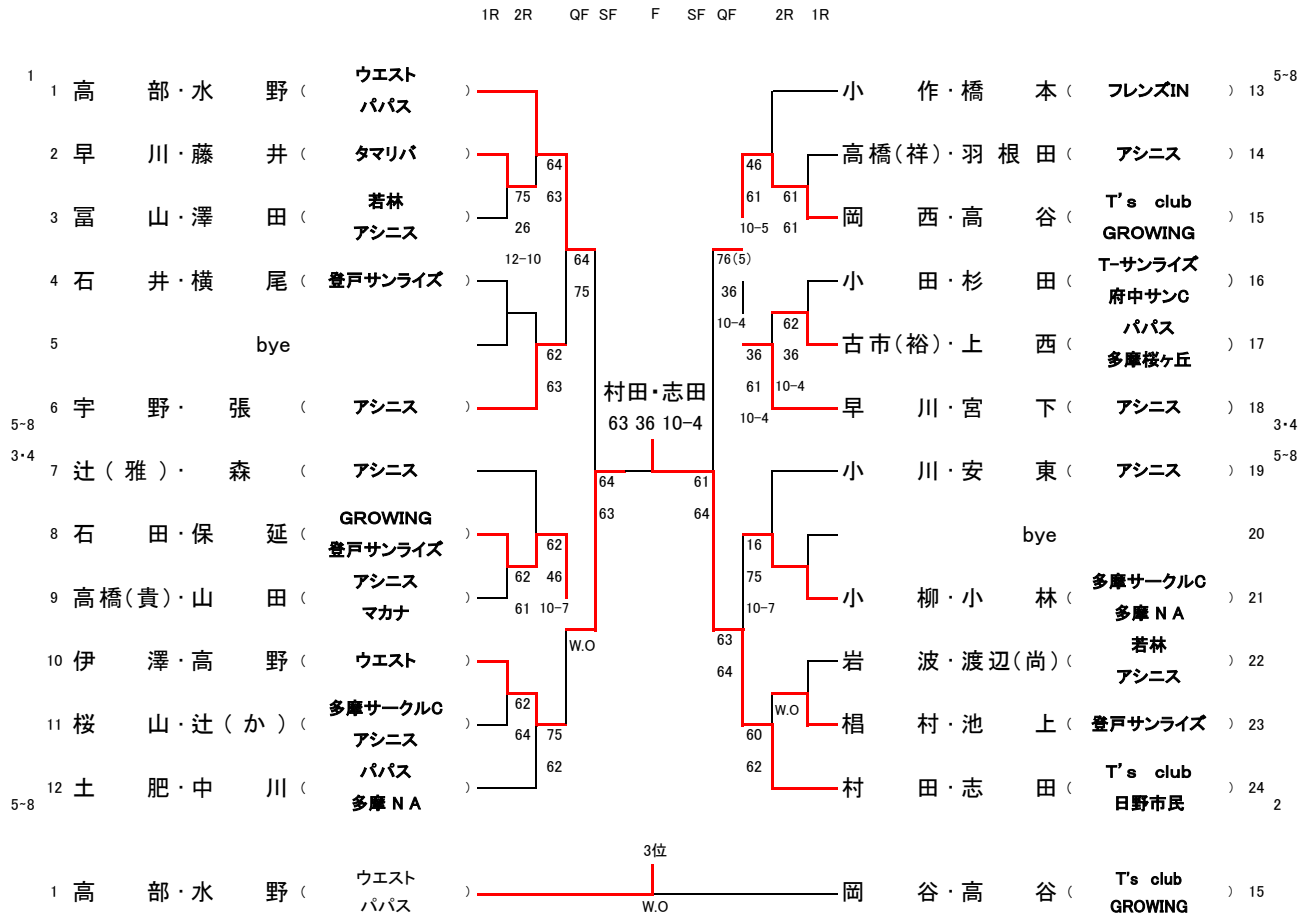 1R 2R QF SF F SF QF 2R 1R
1
1 高部・水野 ( ウエスト パパス )
2 早川・藤井 ( タマリバ )
3 冨山・澤田 ( 若林 アシニス )
4 石井・横尾 ( 登戸サンライズ )
5 bye
6 宇野・張 ( アシニス )
5~8
3・4
7 辻(雅)・森 ( アシニス )
8 石田・保延 ( GROWING 登戸サンライズ )
9 高橋(貴)・山田 ( アシニス マカナ )
10 伊澤・高野 ( ウエスト )
11 桜山・辻(か) ( 多摩サークルC アシニス )
12 土肥・中川 ( パパス 多摩NA )
5~8
64
63
75
26
12-10
64
75
62
63
64
63
62
46
10-7
62
61
W.O
62
64
75
62
村田・志田
63 36 10-4
5~8
小作・橋本 ( フレンズIN ) 13
高橋(祥)・羽根田 ( アシニス ) 14
岡西・高谷 ( T's club GROWING ) 15
小田・杉田 ( T-サンライズ 府中サンC ) 16
古市(裕)・上西 ( パパス 多摩桜ヶ丘 ) 17
早川・宮下 ( アシニス ) 18
3・4
5~8
小川・安東 ( アシニス ) 19
bye 20
小柳・小林 ( 多摩サークルC 多摩NA ) 21
岩波・渡辺(尚) ( 若林 アシニス ) 22
椙村・池上 ( 登戸サンライズ ) 23
村田・志田 ( T's club 日野市民 ) 24
2
46
61
10-5
61
61
76(5)
36
10-4
62
36
10-4
36
61
10-4
61
64
16
75
10-7
63
64
W.O
60
62
3位
1 高部・水野 ( ウエスト パパス )
W.O
岡谷・高谷 ( T's club GROWING ) 15